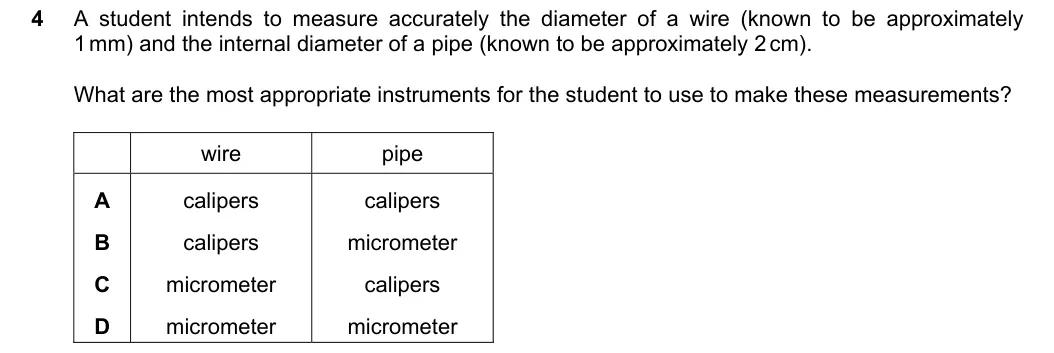 4 A student intends to measure accurately the diameter of a wire (known to be approximately
1 mm) and the internal diameter of a pipe (known to be approximately 2 cm).
What are the most appropriate instruments for the student to use to make these measurements?
wire pipe
A calipers calipers
B calipers micrometer
C micrometer calipers
D micrometer micrometer